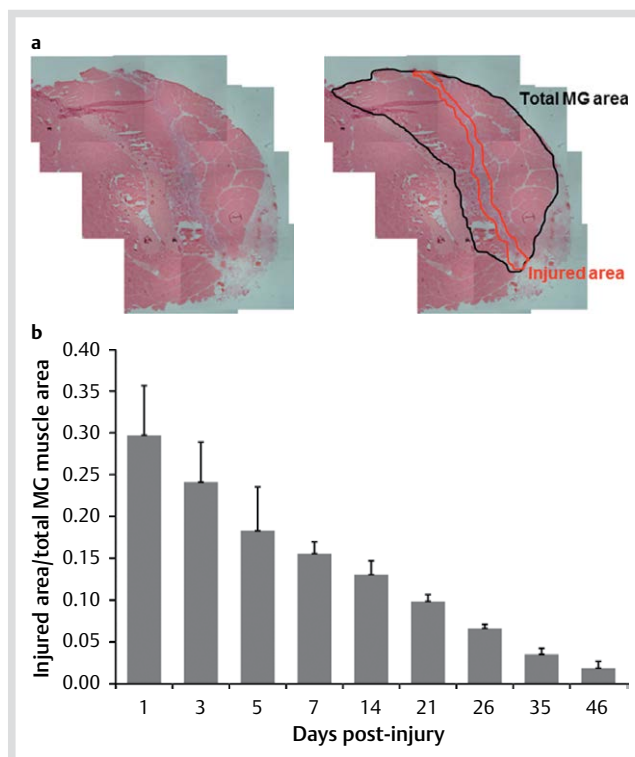 a
Total MG area
Injured area
b
Injured area/total MG muscle area
0.40
0.35
0.30
0.25
0.20
0.15
0.10
0.05
0.00
1 3 5 7 14 21 26 35 46
Days post-injury